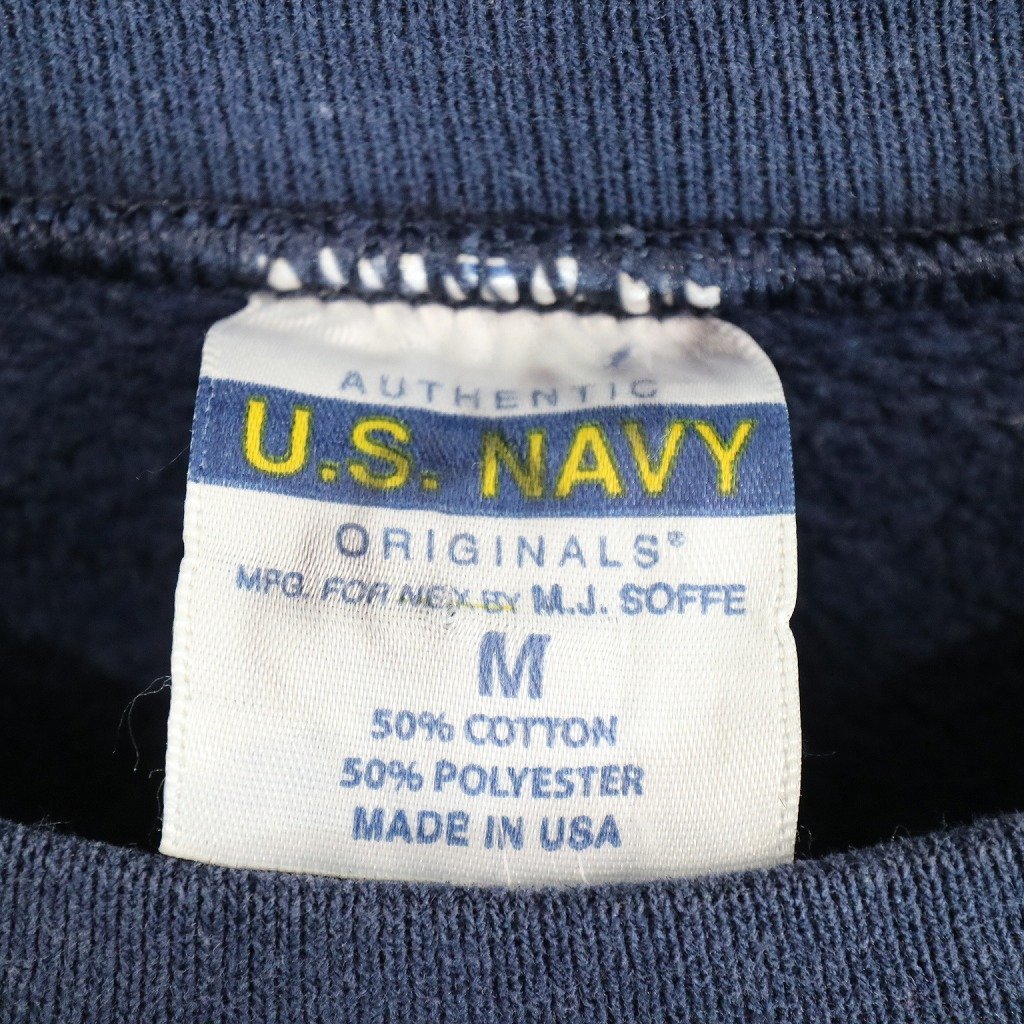 AUTHENTIC
U.S. NAVY
ORIGINALS®
MFG. FOR NEX BY M.J. SOFFE
M
50% COTTON
50% POLYESTER
MADE IN USA